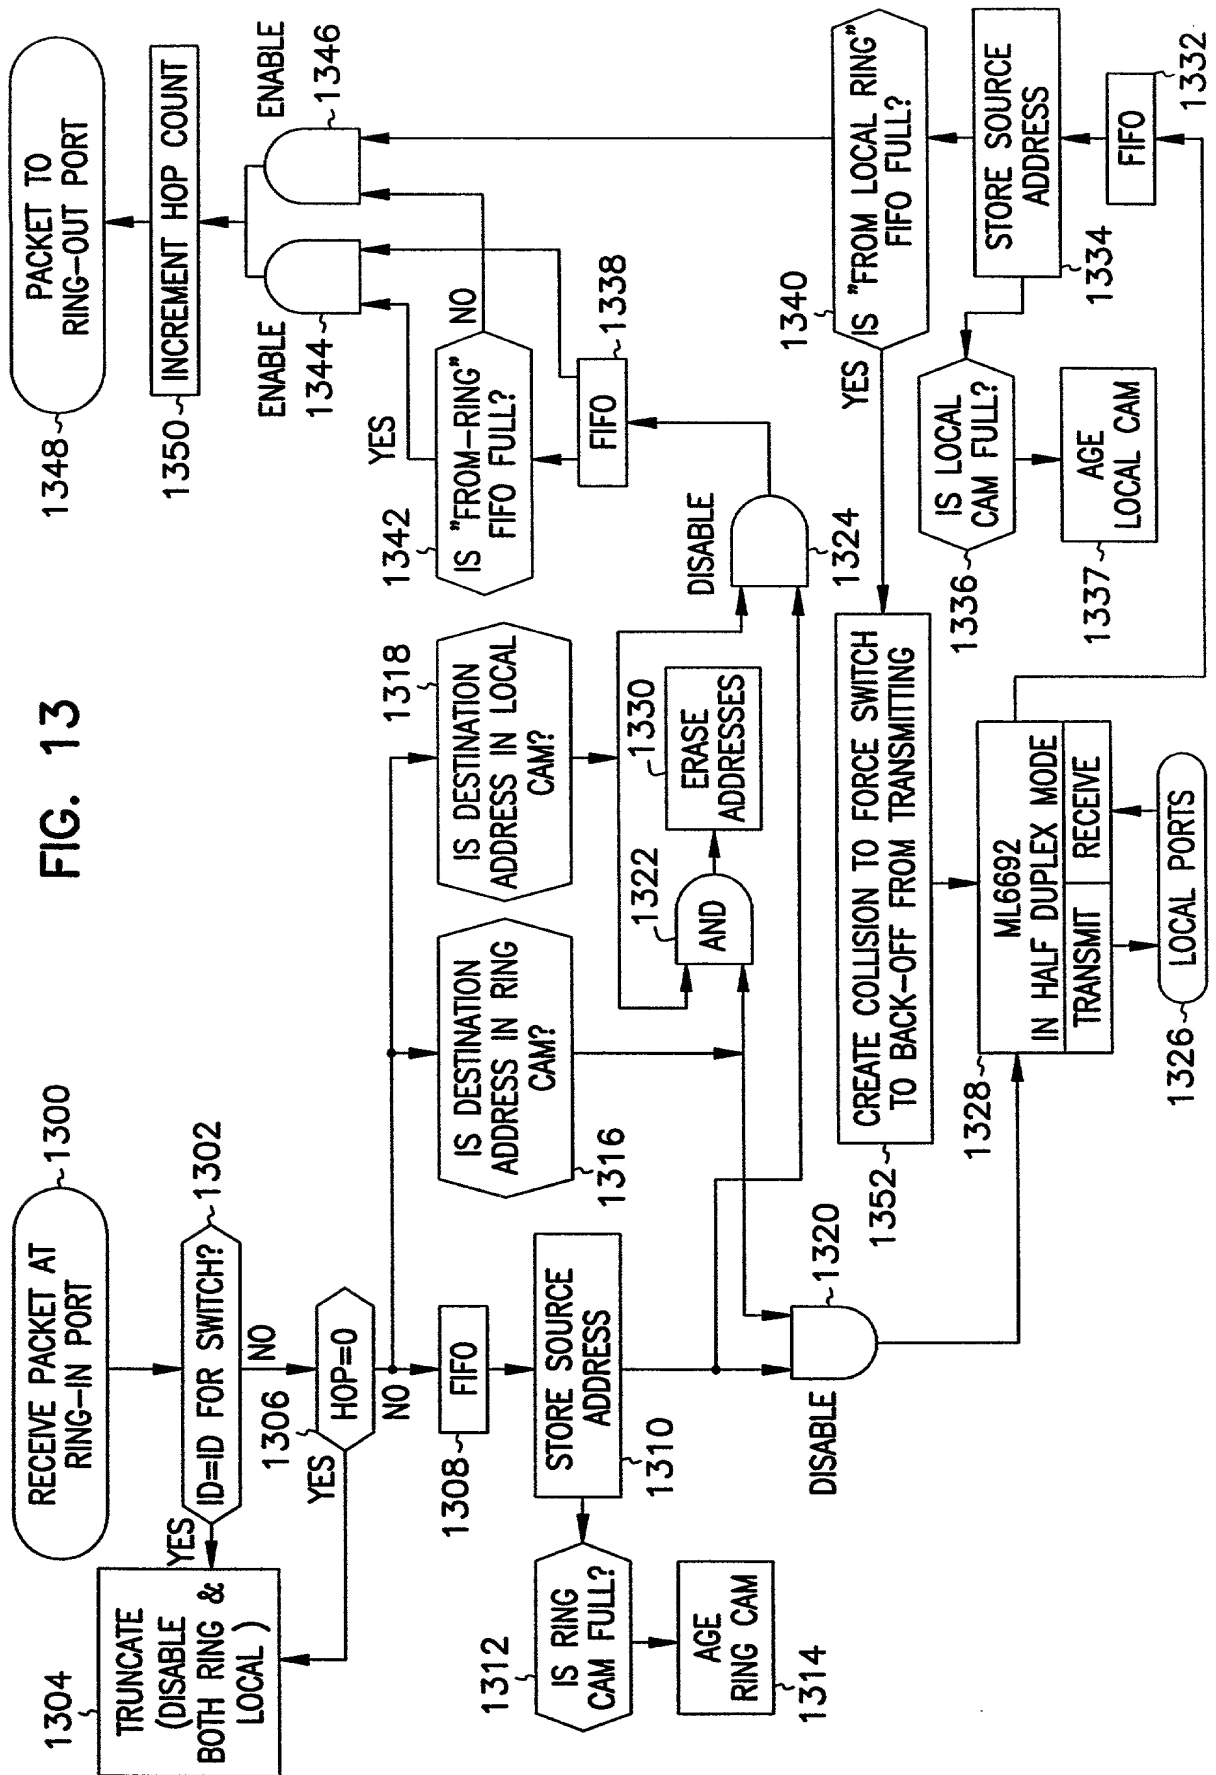 FIG. 13
RECEIVE PACKET AT
RING-IN PORT
1300
ID=ID FOR SWITCH?
1302
YES
NO
1304
TRUNCATE
(DISABLE
BOTH RING &
LOCAL )
1306
HOP=0
YES
NO
1308
FIFO
STORE SOURCE
ADDRESS
1310
1312
IS RING
CAM FULL?
AGE
RING CAM
1314
IS DESTINATION
ADDRESS IN RING
CAM?
1316
1318
IS DESTINATION
ADDRESS IN LOCAL
CAM?
1320
DISABLE
1322
AND
1330
ERASE
ADDRESSES
DISABLE
1324
1352
CREATE COLLISION TO FORCE SWITCH
TO BACK-OFF FROM TRANSMITTING
1328
ML6692
IN HALF DUPLEX MODE
TRANSMIT
RECEIVE
1326
LOCAL PORTS
1348
PACKET TO
RING-OUT PORT
1350
INCREMENT HOP COUNT
ENABLE
1344
ENABLE
1346
1342
IS "FROM-RING"
FIFO FULL?
YES
NO
FIFO
1338
1340
IS "FROM LOCAL RING"
FIFO FULL?
YES
STORE SOURCE
ADDRESS
1334
1336
IS LOCAL
CAM FULL?
1337
AGE
LOCAL CAM
FIFO
1332